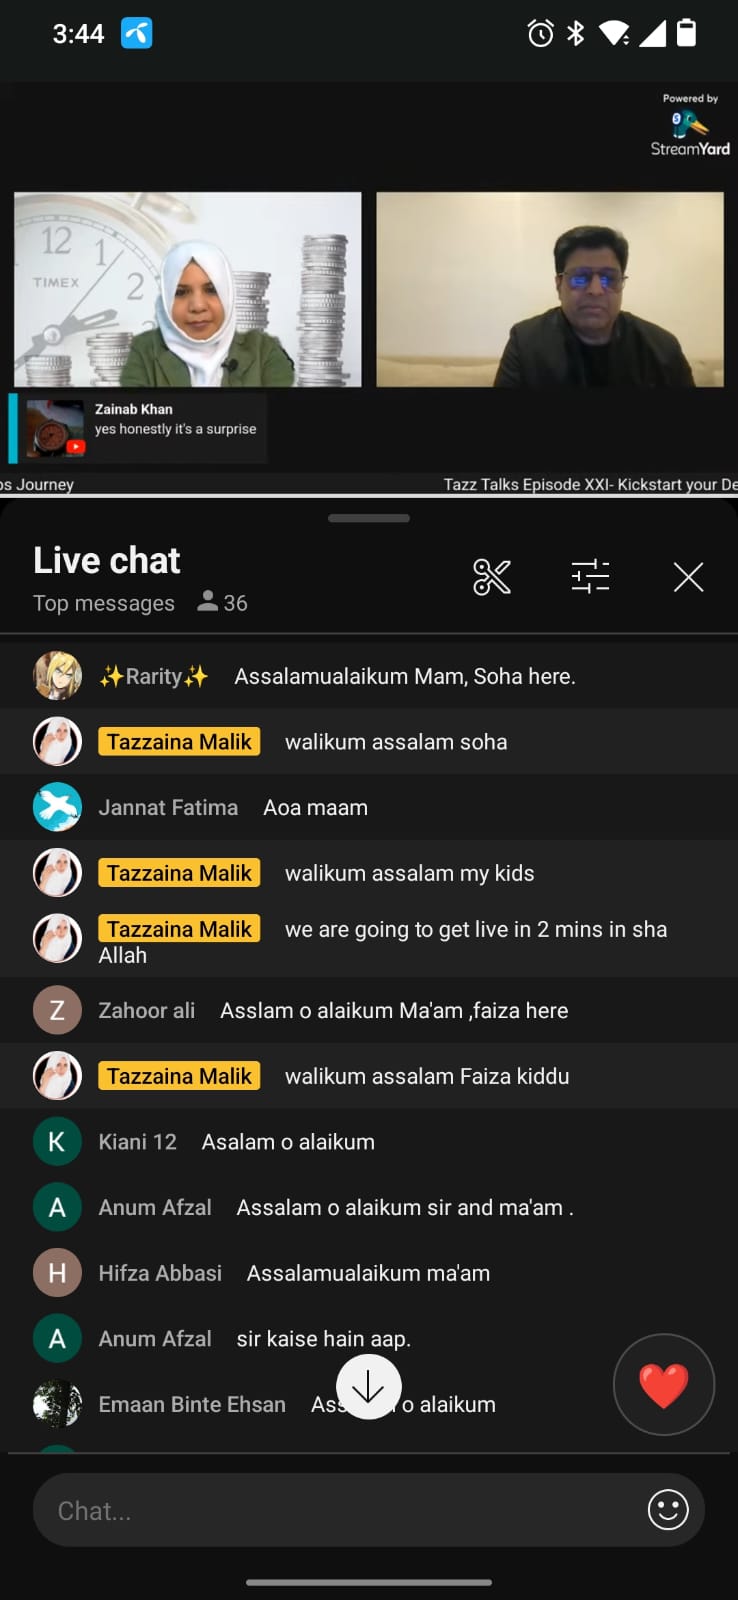 3:44
Powered by
StreamYard
12
1
TIMEX
2
Zainab Khan
yes honestly it's a surprise
os Journey
Tazz Talks Episode XXI- Kickstart your De
Live chat
Top messages 36
✨Rarity✨ Assalamualaikum Mam, Soha here.
Tazzaina Malik walikum assalam soha
Jannat Fatima Aoa maam
Tazzaina Malik walikum assalam my kids
Tazzaina Malik we are going to get live in 2 mins in sha
Allah
Z Zahoor ali Asslam o alaikum Ma'am ,faiza here
Tazzaina Malik walikum assalam Faiza kiddu
K Kiani 12 Asalam o alaikum
A Anum Afzal Assalam o alaikum sir and ma'am .
H Hifza Abbasi Assalamualaikum ma'am
A Anum Afzal sir kaise hain aap.
Emaan Binte Ehsan Ass o alaikum
Chat...